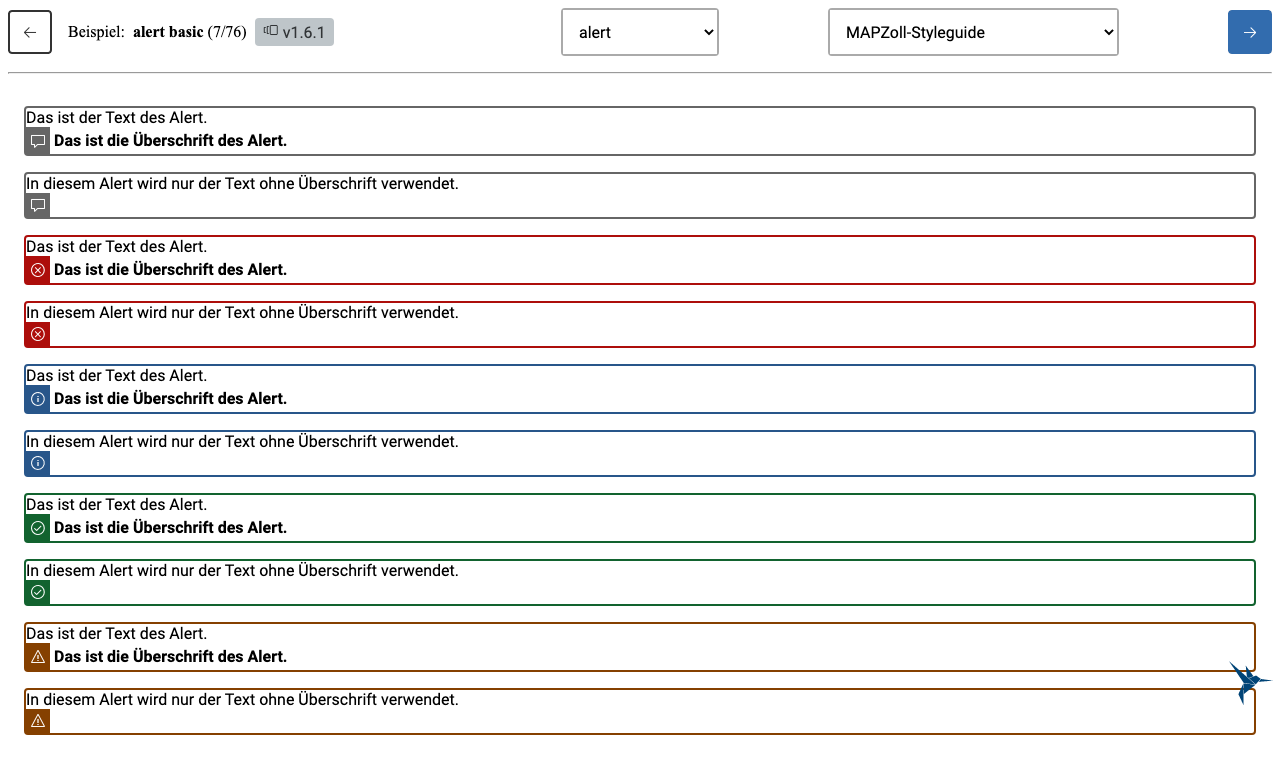 Beispiel: alert basic (7/76) v1.6.1 alert MAPZoll-Styleguide
Das ist der Text des Alert.
Das ist die Überschrift des Alert.
In diesem Alert wird nur der Text ohne Überschrift verwendet.
Das ist der Text des Alert.
Das ist die Überschrift des Alert.
In diesem Alert wird nur der Text ohne Überschrift verwendet.
Das ist der Text des Alert.
Das ist die Überschrift des Alert.
In diesem Alert wird nur der Text ohne Überschrift verwendet.
Das ist der Text des Alert.
Das ist die Überschrift des Alert.
In diesem Alert wird nur der Text ohne Überschrift verwendet.
Das ist der Text des Alert.
Das ist die Überschrift des Alert.
In diesem Alert wird nur der Text ohne Überschrift verwendet.